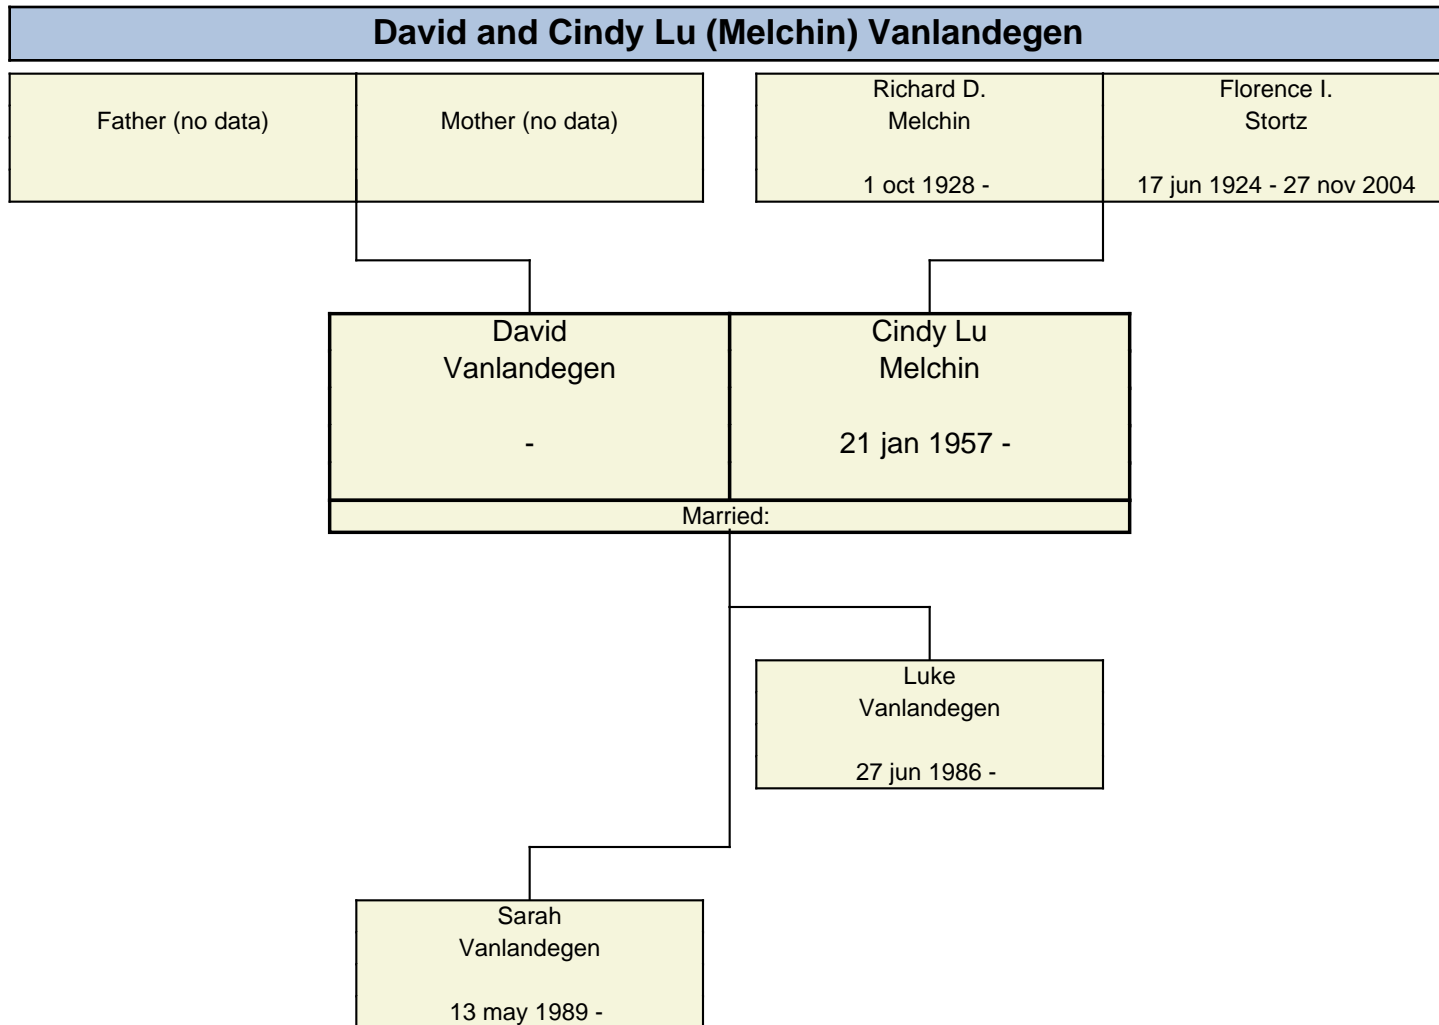 David and Cindy Lu (Melchin) Vanlandegen
Father (no data)
Mother (no data)
Richard D.
Melchin
1 oct 1928 -
Florence I.
Stortz
17 jun 1924 - 27 nov 2004
David
Vanlandegen
-
Cindy Lu
Melchin
21 jan 1957 -
Married:
Luke
Vanlandegen
27 jun 1986 -
Sarah
Vanlandegen
13 may 1989 -